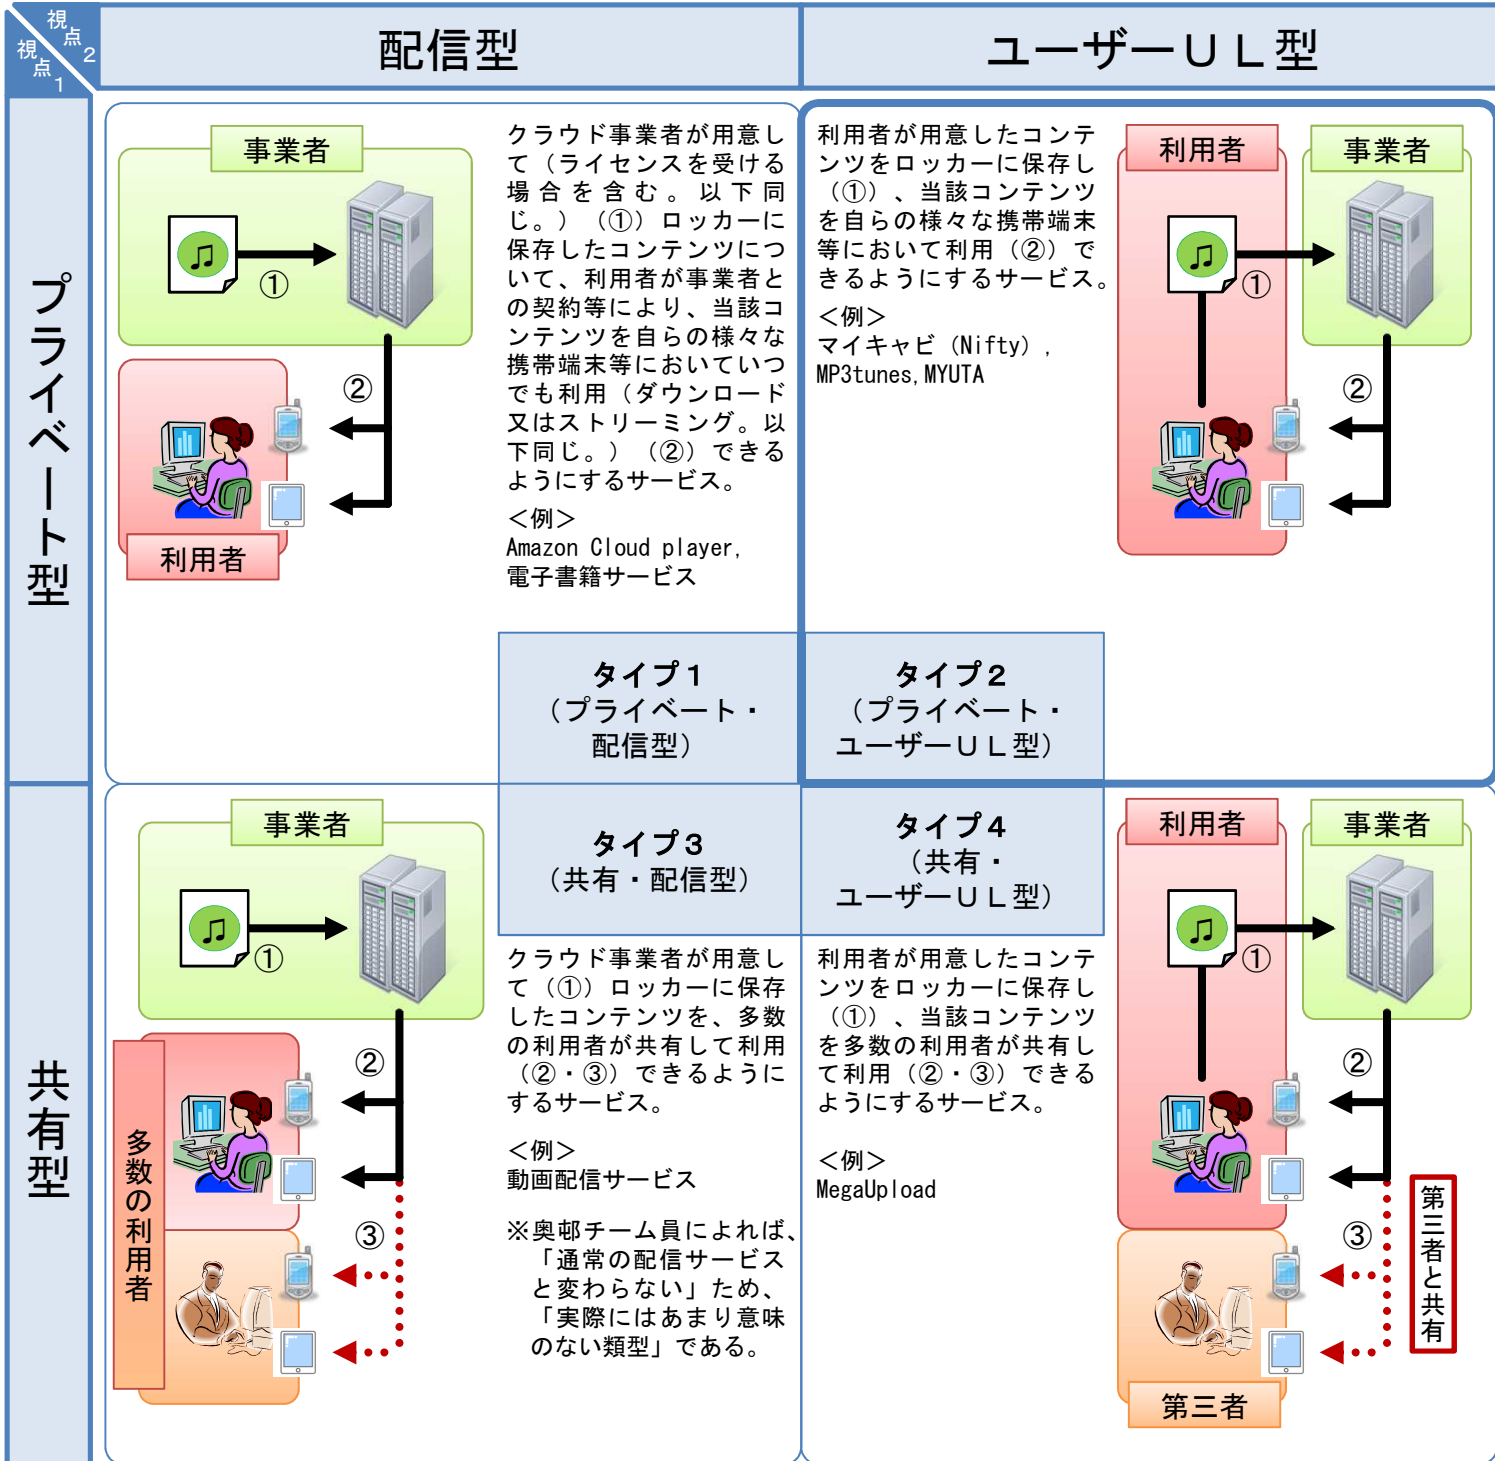 視点2
視点1
配信型
ユーザーＵＬ型
プライベート型
事業者
①
②
利用者
クラウド事業者が用意し
て（ライセンスを受ける
場合を含む。以下同
じ。）（①）ロッカーに
保存したコンテンツにつ
いて、利用者が事業者と
の契約等により、当該コ
ンテンツを自らの様々な
携帯端末等においていつ
でも利用（ダウンロード
又はストリーミング。以
下同じ。）（②）できる
ようにするサービス。
＜例＞
Amazon Cloud player,
電子書籍サービス
タイプ１
（プライベート・
配信型）
利用者が用意したコンテ
ンツをロッカーに保存し
（①）、当該コンテンツ
を自らの様々な携帯端末
等において利用（②）で
きるようにするサービス。
＜例＞
マイキャビ（Nifty）,
MP3tunes,MYUTA
利用者
事業者
①
②
タイプ２
（プライベート・
ユーザーＵＬ型）
共有型
事業者
①
②
③
多数の利用者
タイプ３
（共有・配信型）
クラウド事業者が用意し
て（①）ロッカーに保存
したコンテンツを、多数
の利用者が共有して利用
（②・③）できるように
するサービス。
＜例＞
動画配信サービス
※奥邨チーム員によれば、
「通常の配信サービス
と変わらない」ため、
「実際にはあまり意味
のない類型」である。
タイプ４
（共有・
ユーザーＵＬ型）
利用者が用意したコンテ
ンツをロッカーに保存し
（①）、当該コンテンツ
を多数の利用者が共有し
て利用（②・③）できる
ようにするサービス。
＜例＞
MegaUpload
利用者
事業者
①
②
③
第三者と共有
第三者